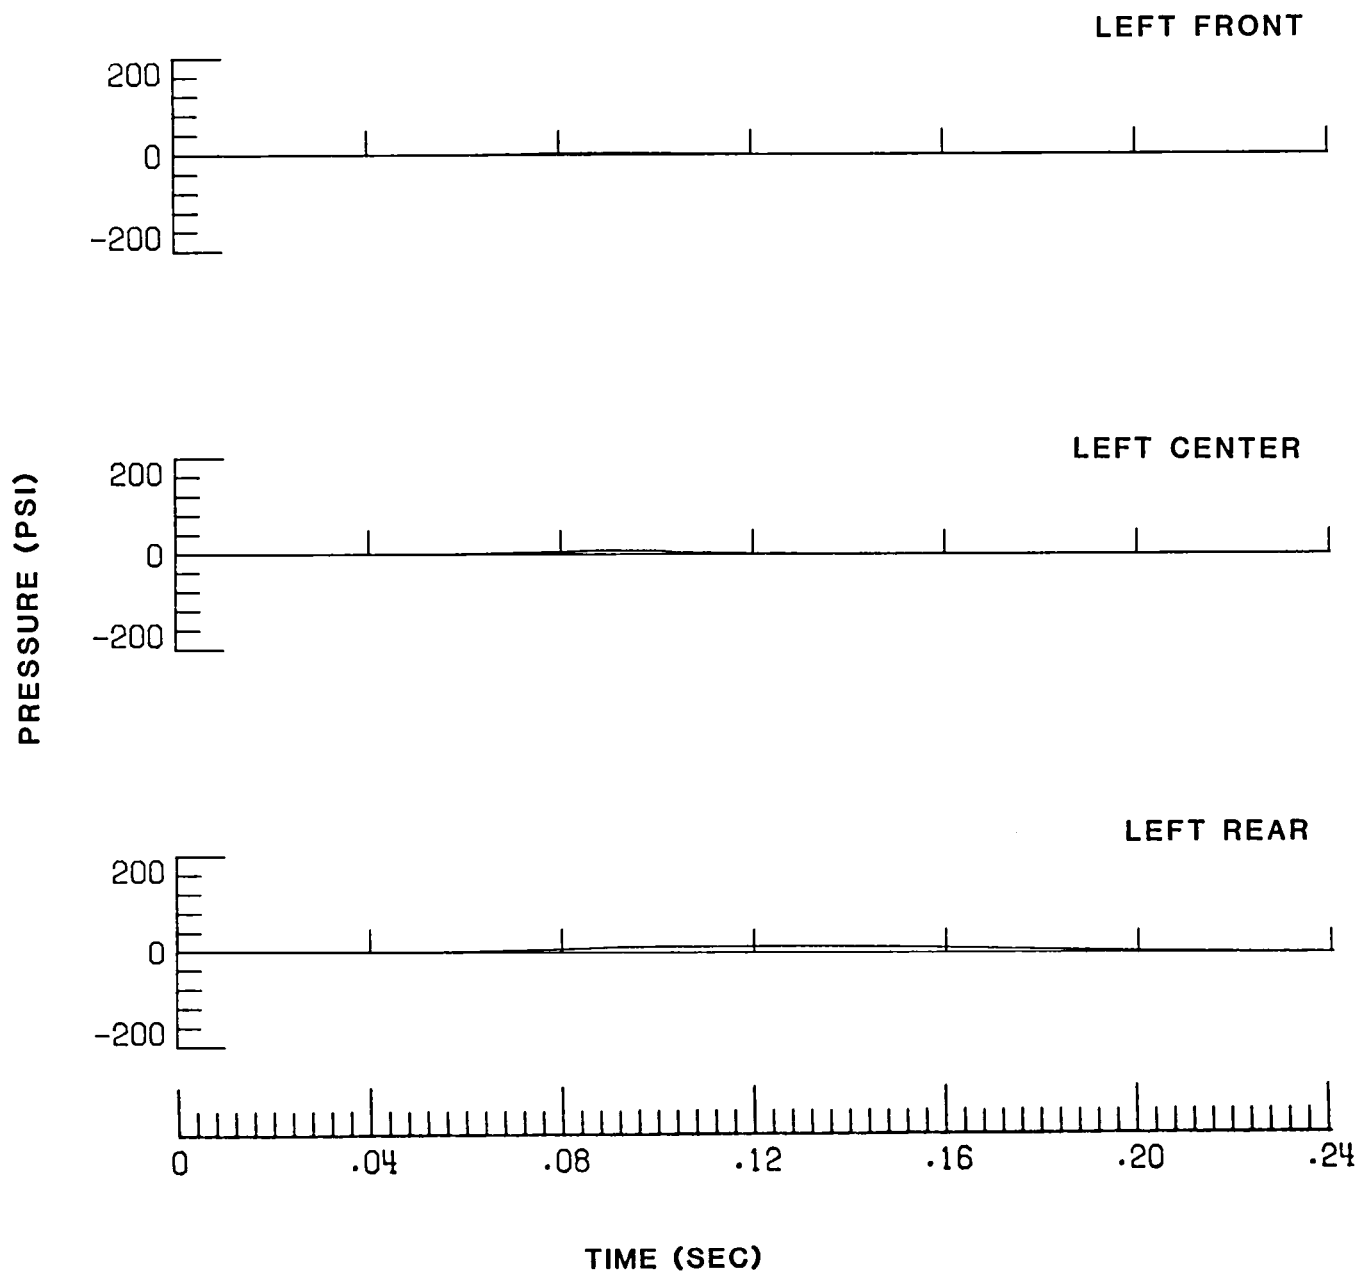 LEFT FRONT
200
0
-200
LEFT CENTER
200
0
-200
PRESSURE (PSI)
LEFT REAR
200
0
-200
0 .04 .08 .12 .16 .20 .24
TIME (SEC)